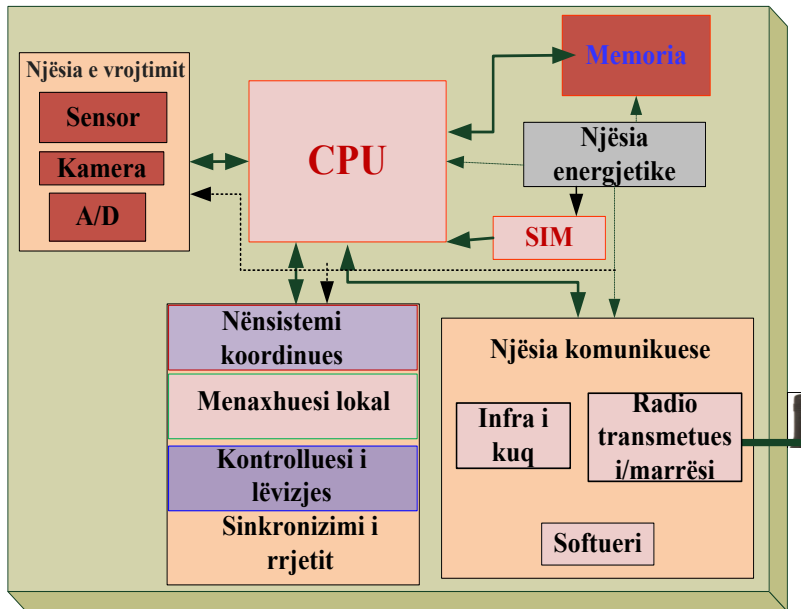 Njësia e vrojtimit
Sensor
Kamera
A/D
CPU
Memoria
Njësia
energjetike
SIM
Nënsistemi
koordinues
Menaxhuesi lokal
Kontrolluesi i
lëvizjes
Sinkronizimi i
rrjetit
Njësia komunikuese
Infra i
kuq
Radio
transmetues
i/marrësi
Softueri